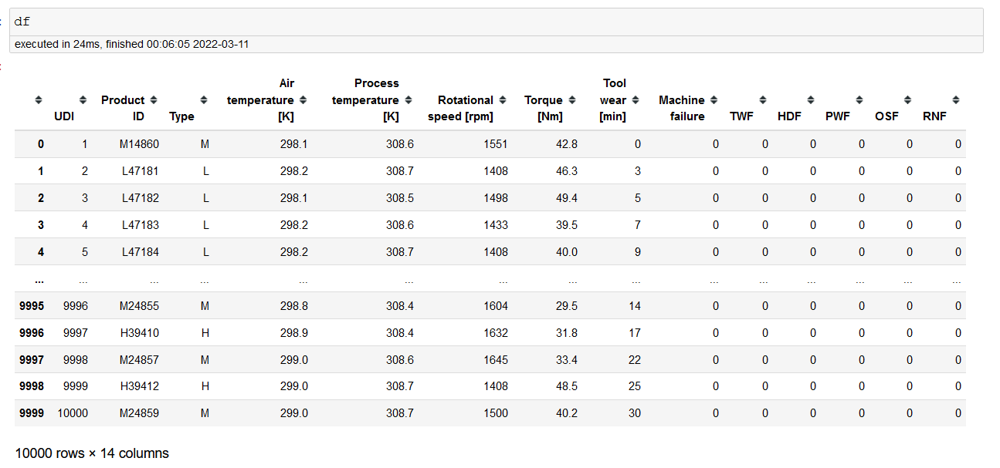 df
executed in 24ms, finished 00:06:05 2022-03-11
UDI Product ID Type Air temperature [K] Process temperature [K] Rotational speed [rpm] Torque [Nm] Tool wear [min] Machine failure TWF HDF PWF OSF RNF
0 1 M14860 M 298.1 308.6 1551 42.8 0 0 0 0 0 0 0
1 2 L47181 L 298.2 308.7 1408 46.3 3 0 0 0 0 0 0
2 3 L47182 L 298.1 308.5 1498 49.4 5 0 0 0 0 0 0
3 4 L47183 L 298.2 308.6 1433 39.5 7 0 0 0 0 0 0
4 5 L47184 L 298.2 308.7 1408 40.0 9 0 0 0 0 0 0
... ... ... ... ... ... ... ... ... ... ... ... ... ... ...
9995 9996 M24855 M 298.8 308.4 1604 29.5 14 0 0 0 0 0 0
9996 9997 H39410 H 298.9 308.4 1632 31.8 17 0 0 0 0 0 0
9997 9998 M24857 M 299.0 308.6 1645 33.4 22 0 0 0 0 0 0
9998 9999 H39412 H 299.0 308.7 1408 48.5 25 0 0 0 0 0 0
9999 10000 M24859 M 299.0 308.7 1500 40.2 30 0 0 0 0 0 0
10000 rows × 14 columns